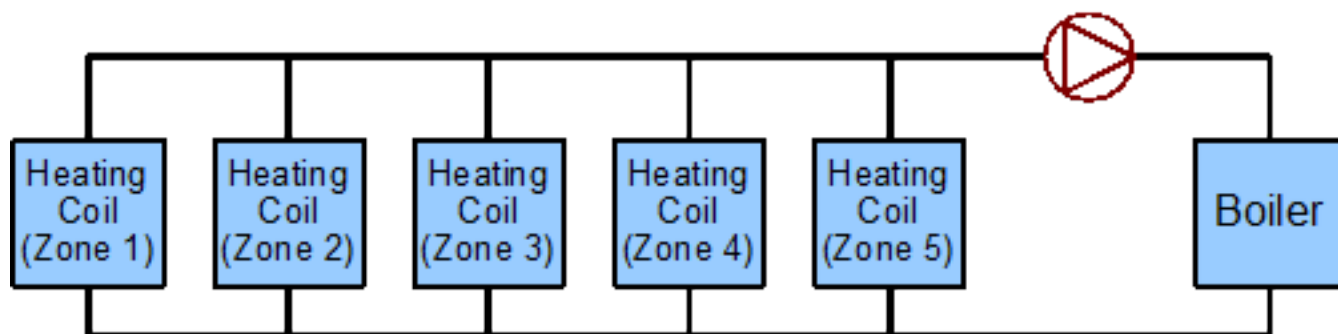 Heating
Coil
(Zone 1)
Heating
Coil
(Zone 2)
Heating
Coil
(Zone 3)
Heating
Coil
(Zone 4)
Heating
Coil
(Zone 5)
Boiler